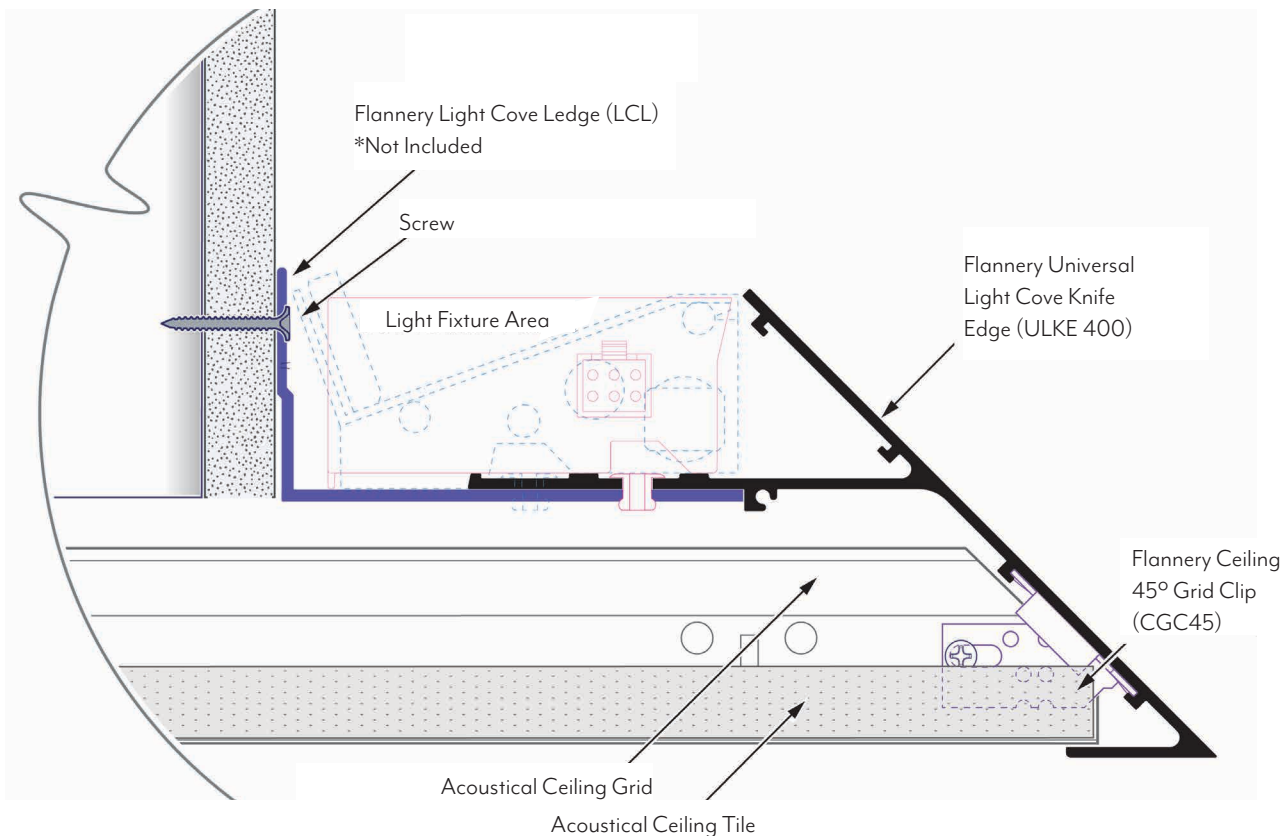 Flannery Light Cove Ledge (LCL)
*Not Included
Screw
Light Fixture Area
Flannery Universal
Light Cove Knife
Edge (ULKE 400)
Flannery Ceiling
45º Grid Clip
(CGC45)
Acoustical Ceiling Grid
Acoustical Ceiling Tile